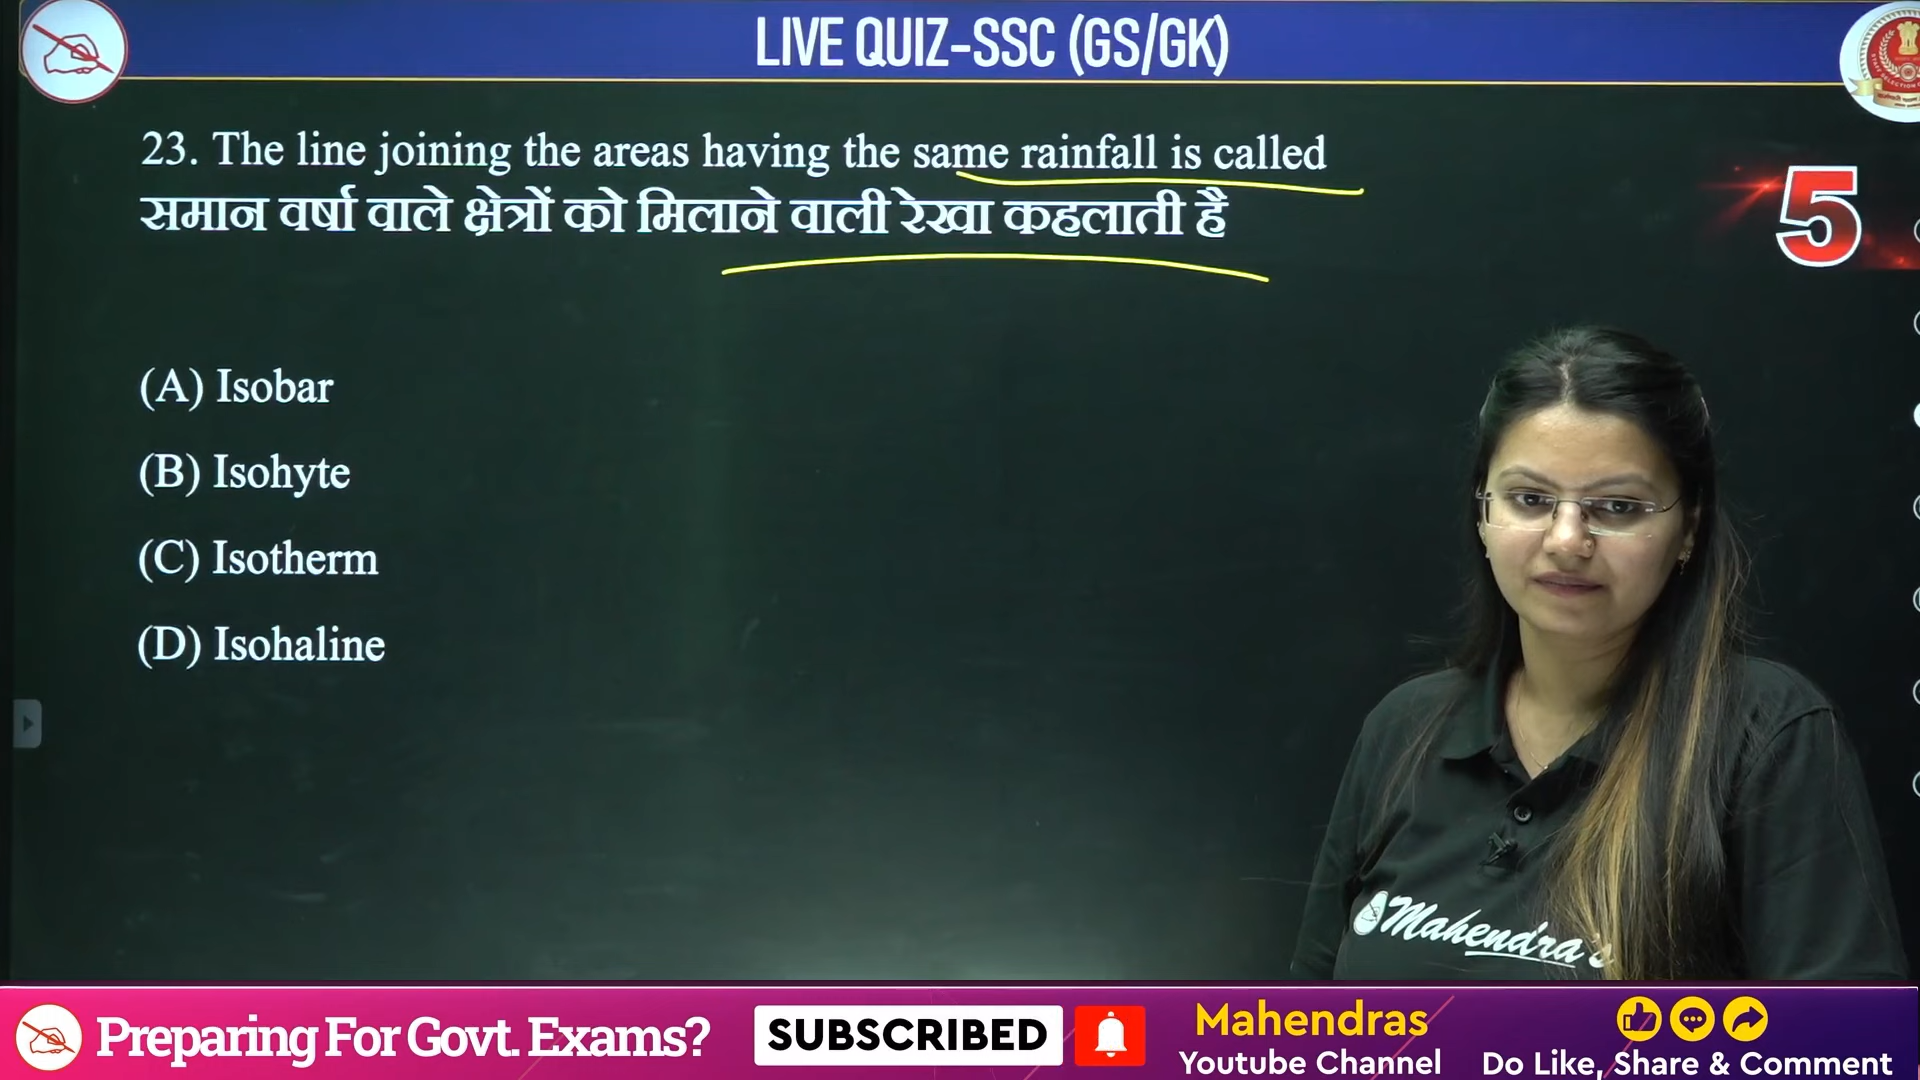 LIVE QUIZ-SSC (GS/GK)
23. The line joining the areas having the same rainfall is called
समान वर्षा वाले क्षेत्रों को मिलाने वाली रेखा कहलाती है
5
(A) Isobar
(B) Isohyte
(C) Isotherm
(D) Isohaline
Mahendra's
Preparing For Govt. Exams?
SUBSCRIBED
Mahendras
Youtube Channel
Do Like, Share & Comment